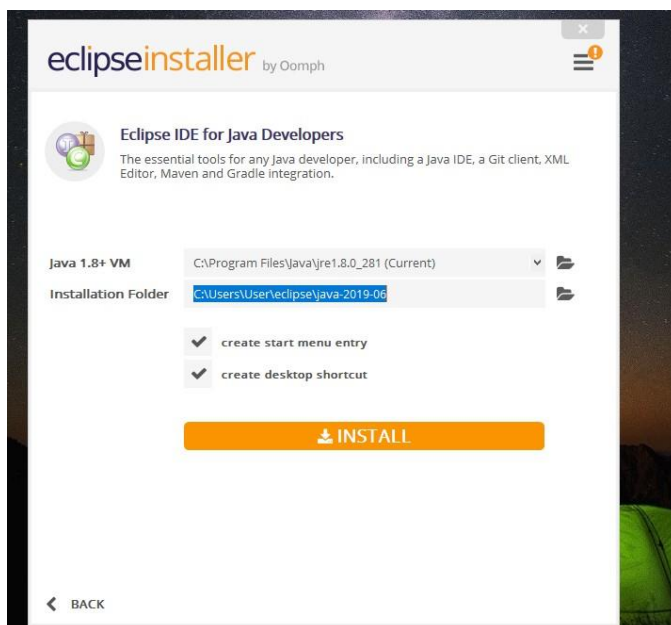 eclipseinstaller by Oomph
Eclipse IDE for Java Developers
The essential tools for any Java developer, including a Java IDE, a Git client, XML
Editor, Maven and Gradle integration.
Java 1.8+ VM C:\Program Files\Java\jre1.8.0_281 (Current)
Installation Folder C:\Users\User\eclipse\java-2019-06
create start menu entry
create desktop shortcut
INSTALL
BACK